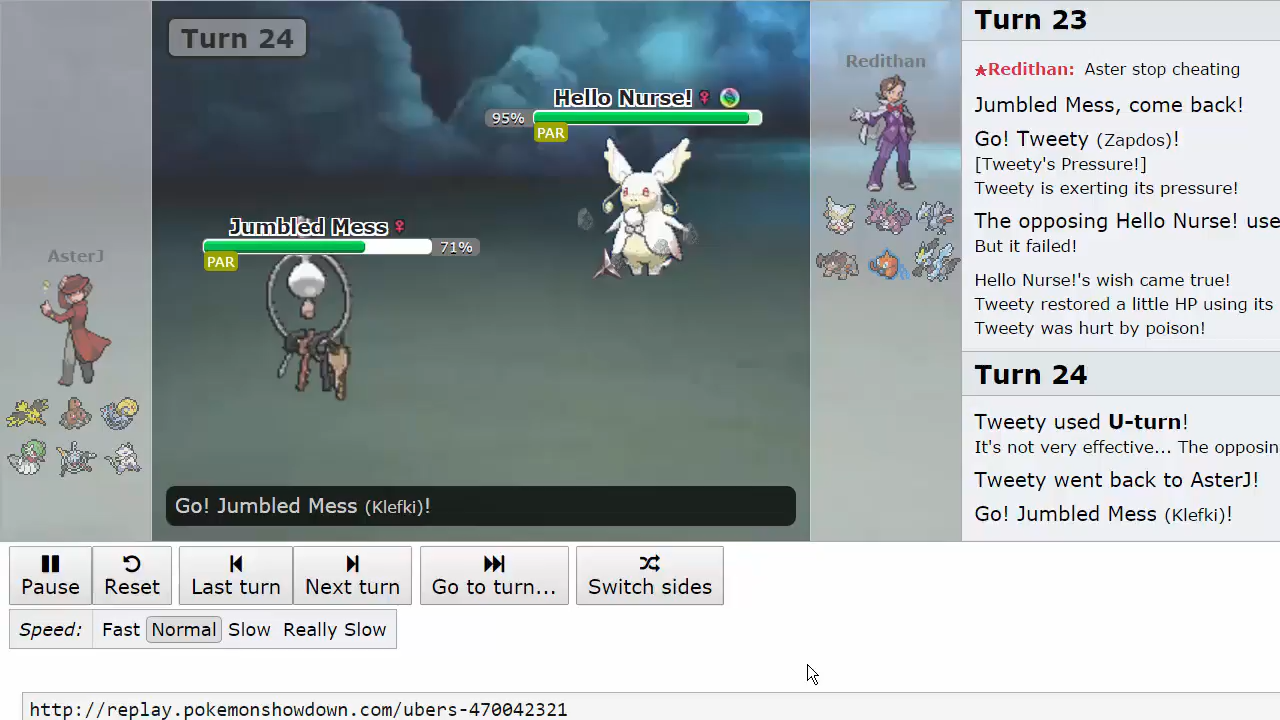 Turn 24
Hello Nurse! ♀
95%
PAR
Jumbled Mess ♀
71%
PAR
AsterJ
Redithan
Go! Jumbled Mess (Klefki)!
Turn 23
★Redithan: Aster stop cheating
Jumbled Mess, come back!
Go! Tweety (Zapdos)!
[Tweety's Pressure!]
Tweety is exerting its pressure!
The opposing Hello Nurse! use
But it failed!
Hello Nurse!'s wish came true!
Tweety restored a little HP using its
Tweety was hurt by poison!
Turn 24
Tweety used U-turn!
It's not very effective... The opposin
Tweety went back to AsterJ!
Go! Jumbled Mess (Klefki)!
Pause
Reset
Last turn
Next turn
Go to turn...
Switch sides
Speed: Fast Normal Slow Really Slow
http://replay.pokemonshowdown.com/ubers-470042321